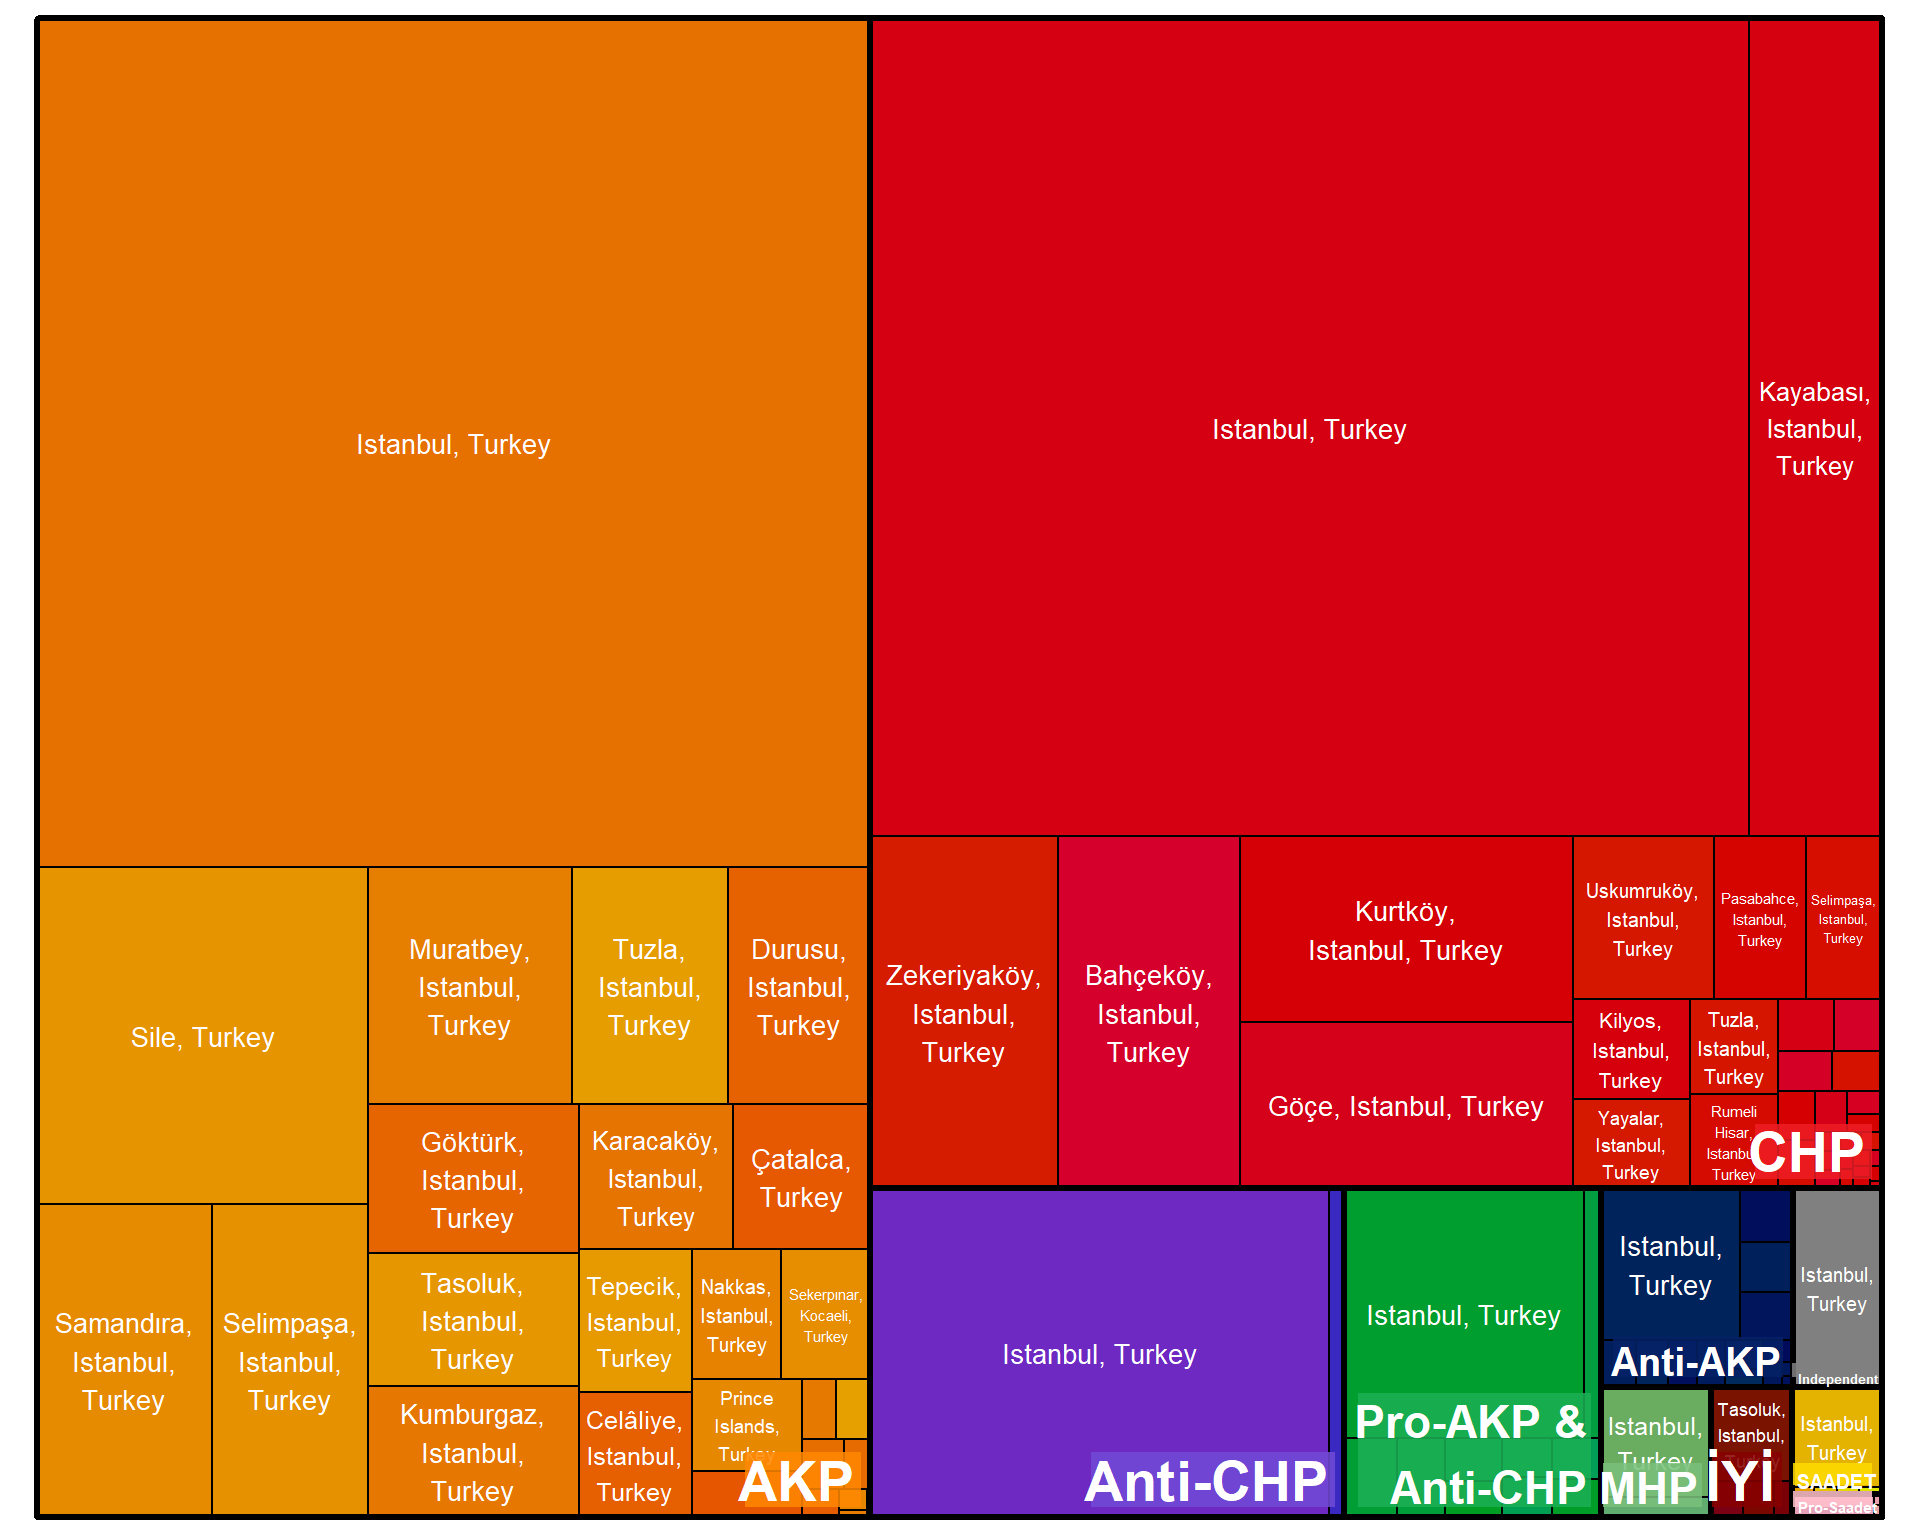 Istanbul, Turkey
Sile, Turkey
Muratbey,
Istanbul,
Turkey
Tuzla,
Istanbul,
Turkey
Durusu,
Istanbul,
Turkey
Göktürk,
Istanbul,
Turkey
Karacaköy,
Istanbul,
Turkey
Çatalca,
Turkey
Samandıra,
Istanbul,
Turkey
Selimpaşa,
Istanbul,
Turkey
Tasoluk,
Istanbul,
Turkey
Tepecik,
Istanbul,
Turkey
Nakkas,
Istanbul,
Turkey
Sekerpınar,
Kocaeli,
Turkey
Kumburgaz,
Istanbul,
Turkey
Celâliye,
Istanbul,
Turkey
Prince
Islands,
Turkey
AKP
Istanbul, Turkey
Kayabası,
Istanbul,
Turkey
Zekeriyaköy,
Istanbul,
Turkey
Bahçeköy,
Istanbul,
Turkey
Kurtköy,
Istanbul, Turkey
Göçe, Istanbul, Turkey
Uskumruköy,
Istanbul,
Turkey
Pasabahce,
Istanbul,
Turkey
Selimpaşa,
Istanbul,
Turkey
Kilyos,
Istanbul,
Turkey
Tuzla,
Istanbul,
Turkey
Yayalar,
Istanbul,
Turkey
Rumeli
Hisar,
Istanbul,
Turkey
CHP
Istanbul, Turkey
Anti-CHP
Istanbul, Turkey
Pro-AKP &
Anti-CHP
Istanbul,
Turkey
Anti-AKP
Istanbul,
Turkey
Independent
Istanbul,
Turkey
MHP
Tasoluk,
Istanbul,
Turkey
İYİ
Istanbul,
Turkey
SAADET
Pro-Saadet